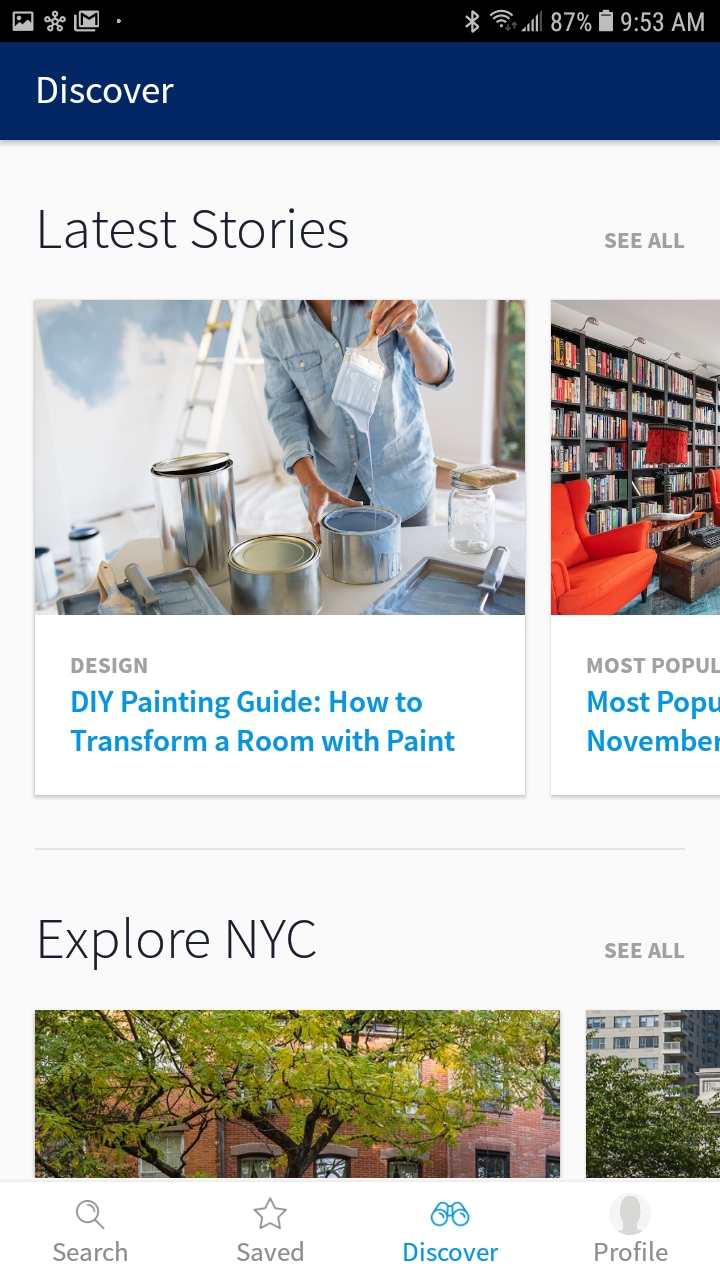 87% 9:53 AM
Discover
Latest Stories
SEE ALL
DESIGN
DIY Painting Guide: How to
Transform a Room with Paint
MOST POPUL
Most Popu
November
Explore NYC
SEE ALL
Search
Saved
Discover
Profile